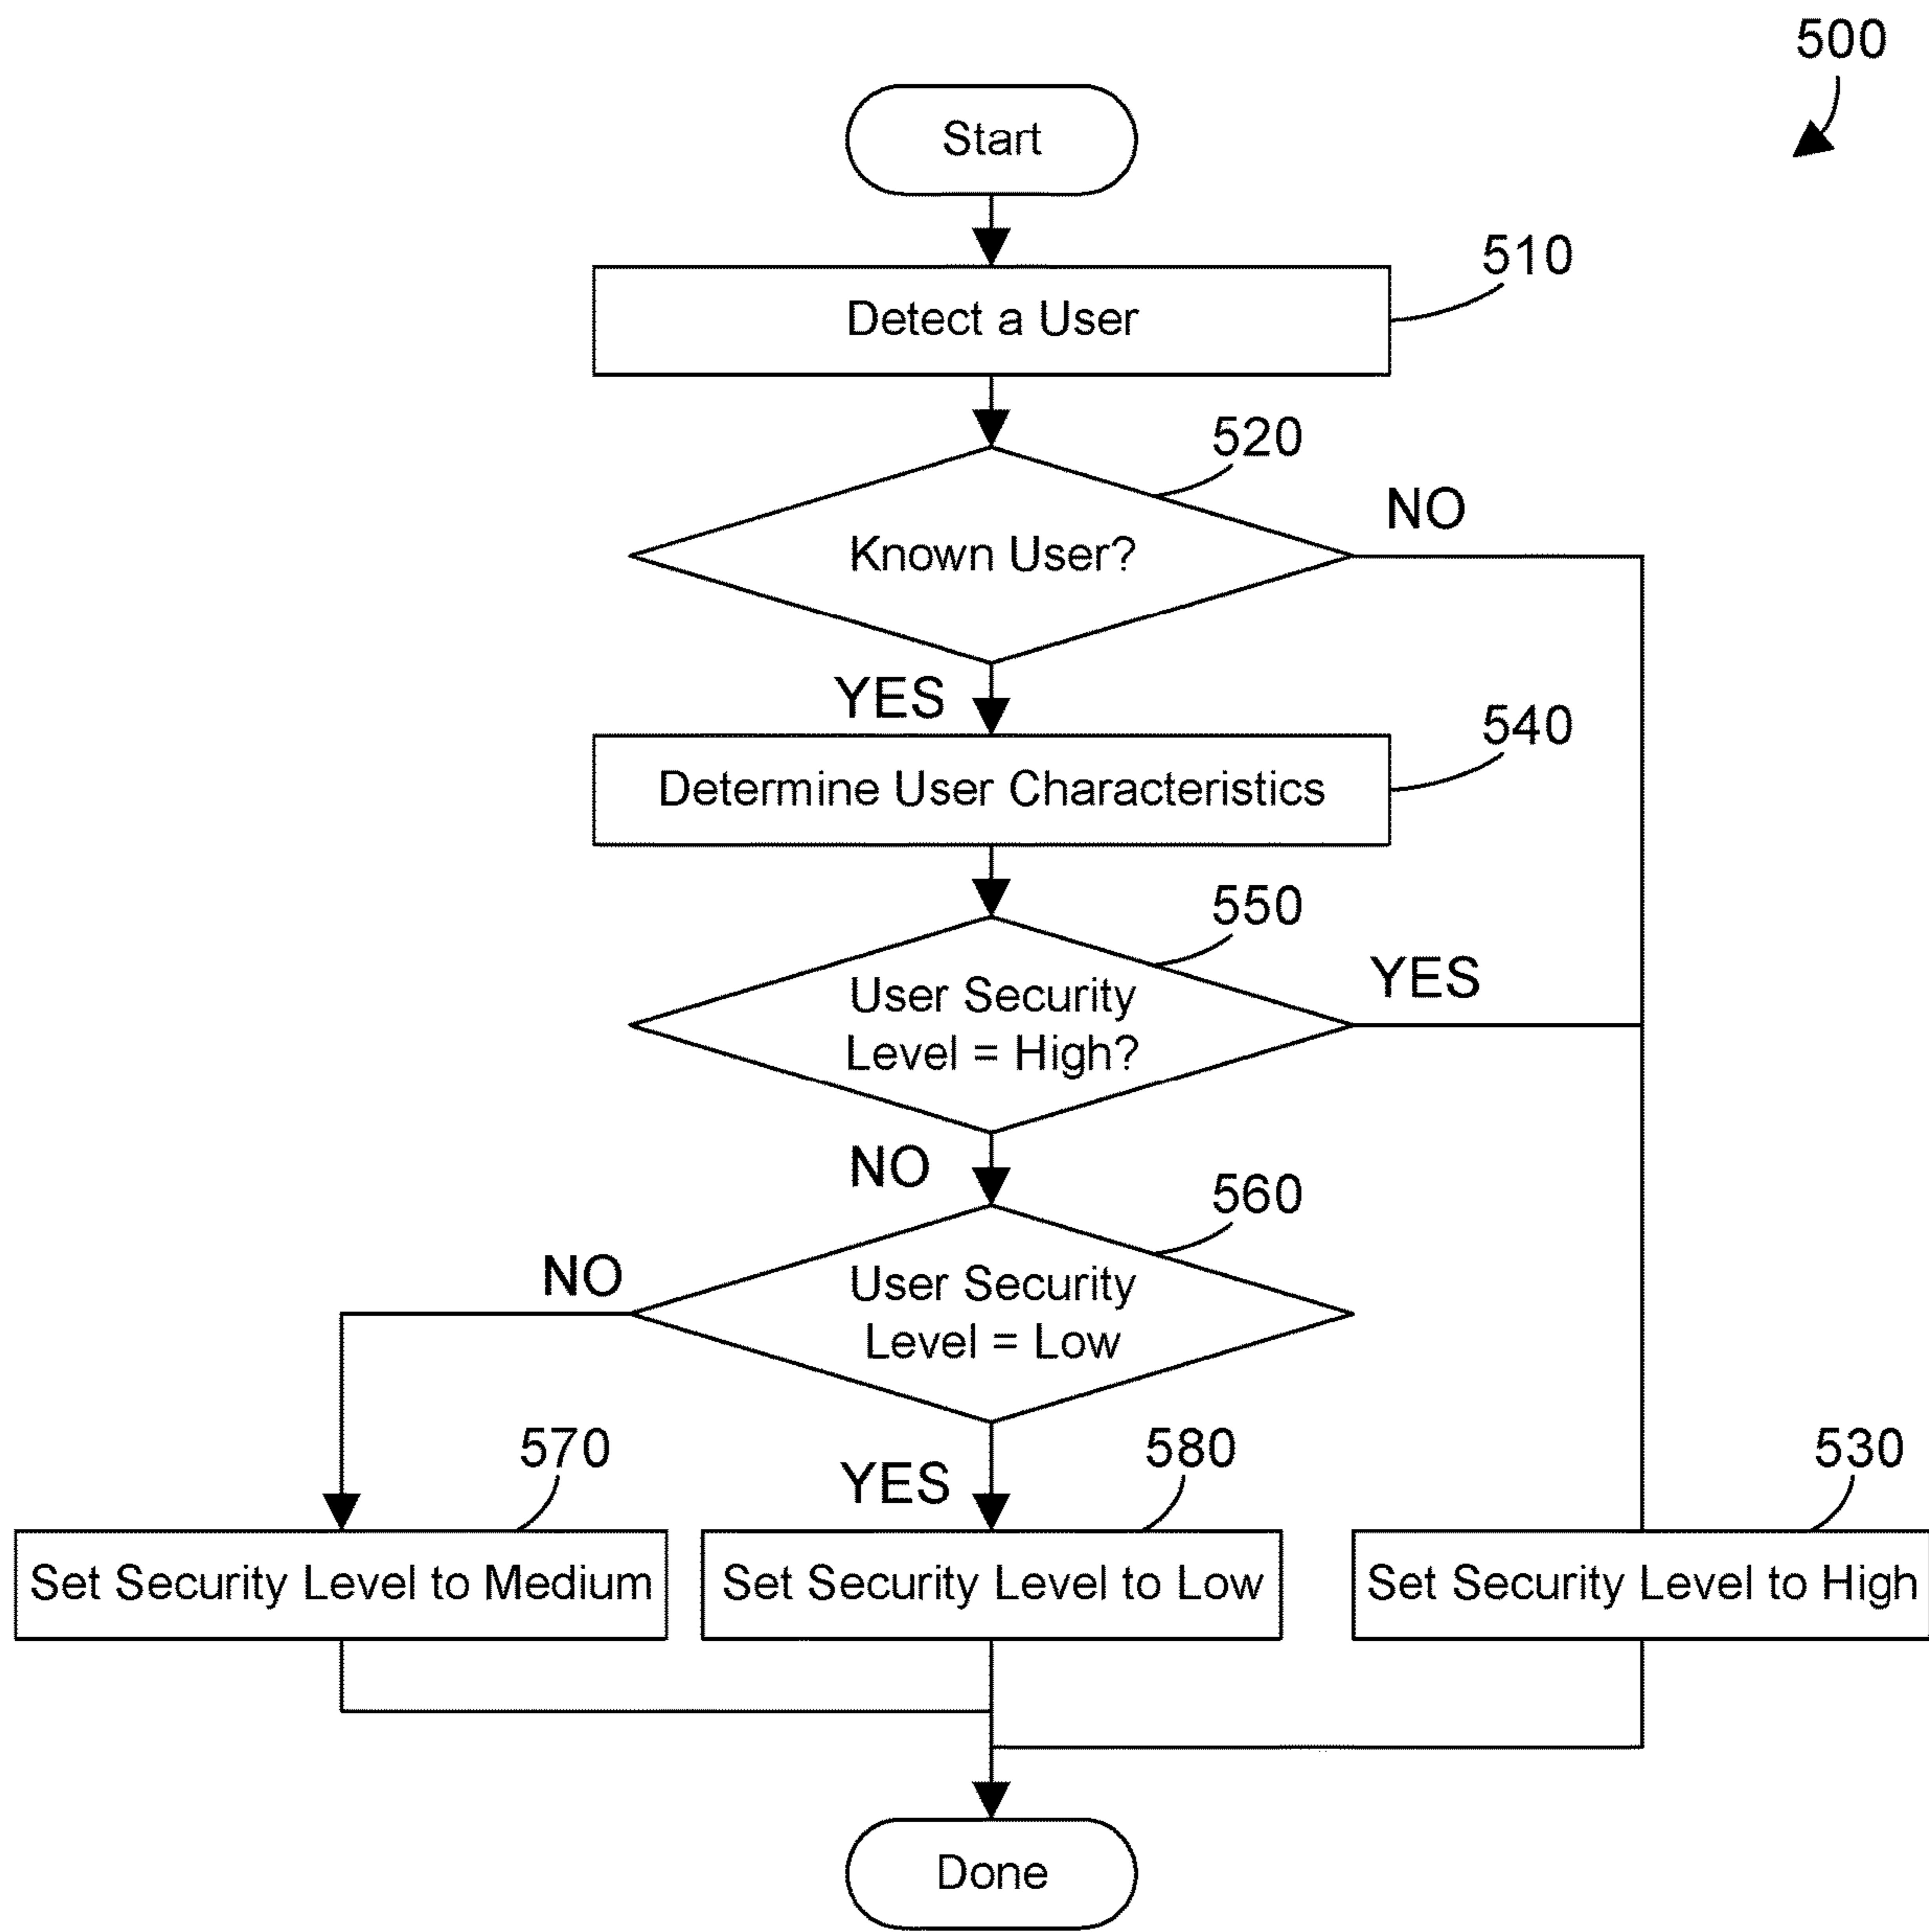 500
Start
510
Detect a User
520
NO
Known User?
YES
540
Determine User Characteristics
550
YES
User Security
Level = High?
NO
560
NO
User Security
Level = Low
570
YES
580
530
Set Security Level to Medium
Set Security Level to Low
Set Security Level to High
Done